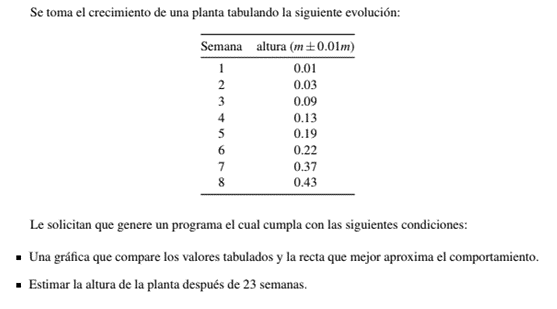 Se toma el crecimiento de una planta tabulando la siguiente evolución:
Semana altura (m ± 0.01m)
1 0.01
2 0.03
3 0.09
4 0.13
5 0.19
6 0.22
7 0.37
8 0.43
Le solicitan que genere un programa el cual cumpla con las siguientes condiciones:
▪ Una gráfica que compare los valores tabulados y la recta que mejor aproxima el comportamiento.
▪ Estimar la altura de la planta después de 23 semanas.